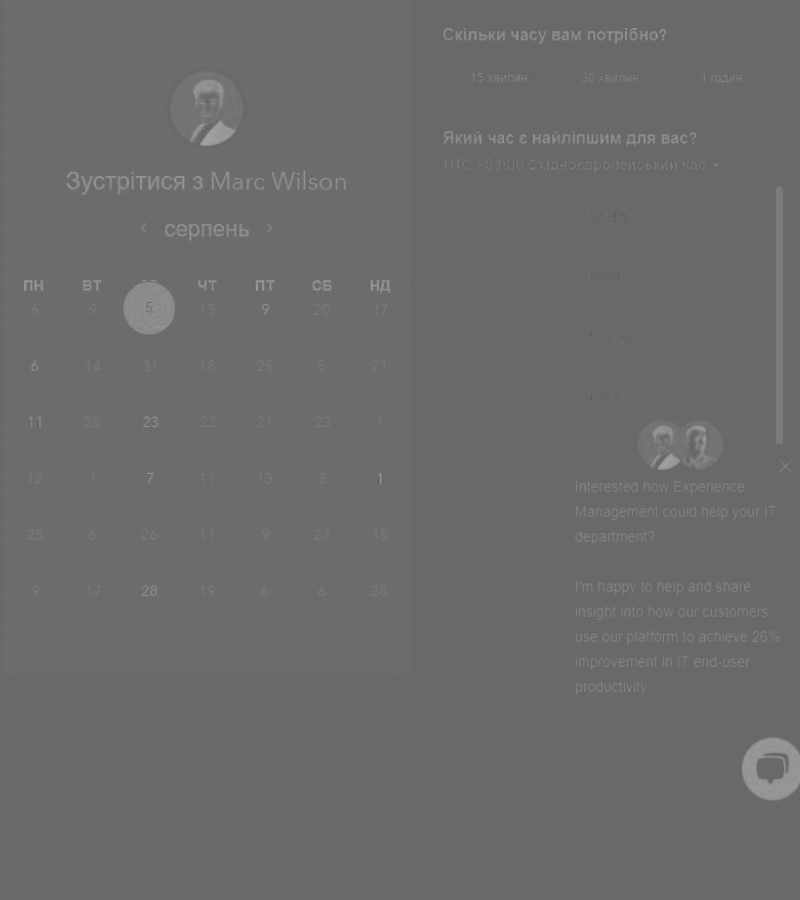 Зустрітися з Marc Wilson
серпень
ПН ВТ ЧТ ПТ СБ НД
6 9 5 13 9 20 17
6 14 31 18 25 5 21
11 28 23 23 21 23 1
12 1 7 11 13 8 1
25 6 26 11 9 27 15
9 17 28 19 6 6 28
Скільки часу вам потрібно?
15 хвилин 30 хвилин 1 годин
Який час є найліпшим для вас?
UTC +03:00 Східноєвропейський час
Interested how Experience
Management could help your IT
department?
I'm happy to help and share
insight into how our customers
use our platform to achieve 26%
improvement in IT end-user
productivity